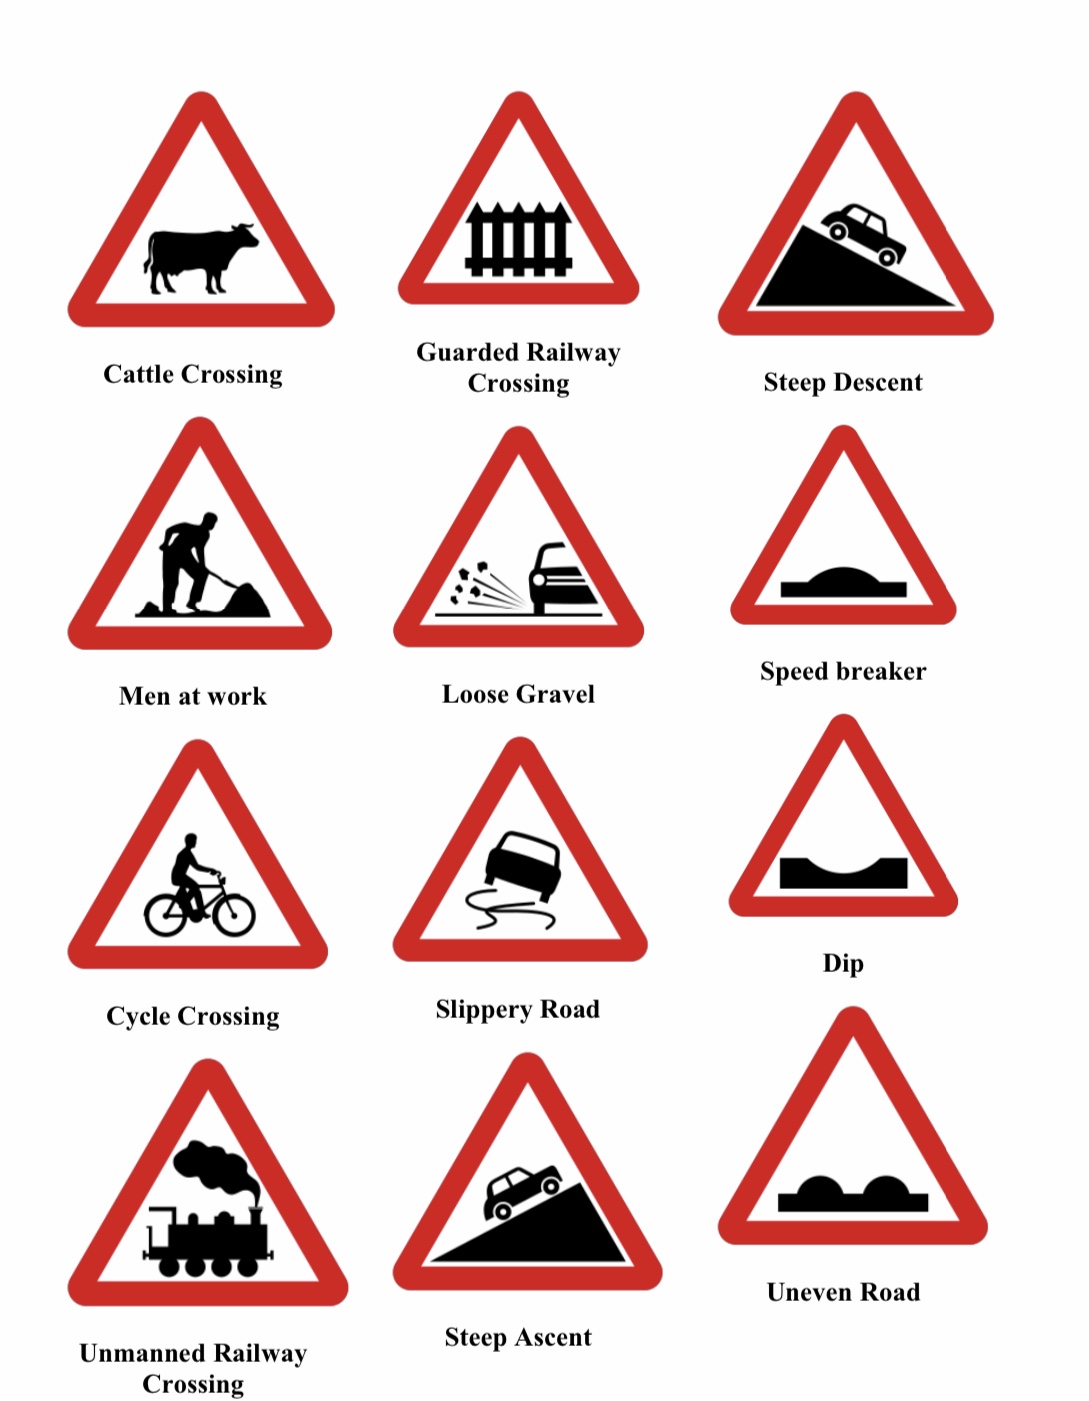 Cattle Crossing
Guarded Railway
Crossing
Steep Descent
Men at work
Loose Gravel
Speed breaker
Cycle Crossing
Slippery Road
Dip
Unmanned Railway
Crossing
Steep Ascent
Uneven Road